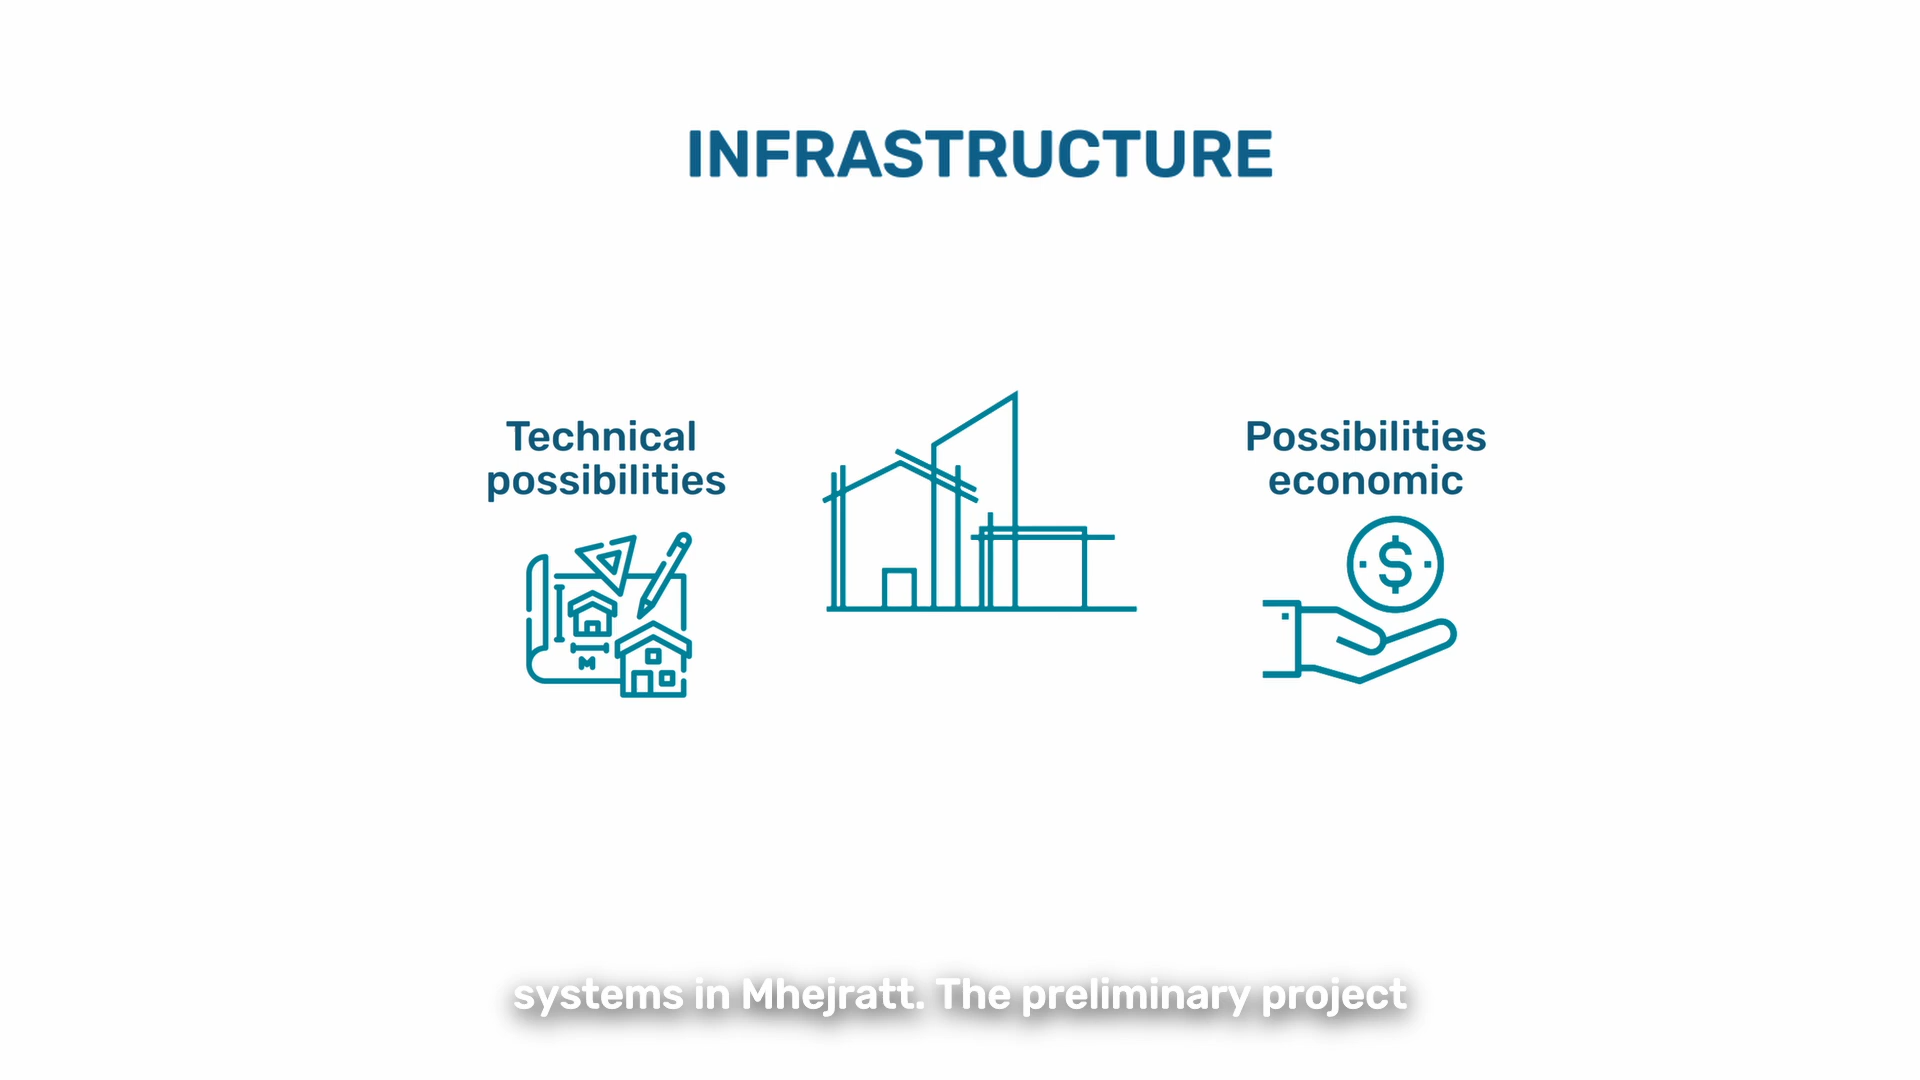 INFRASTRUCTURE
Technical
possibilities
Possibilities
economic
M
systems in Mhejratt. The preliminary project